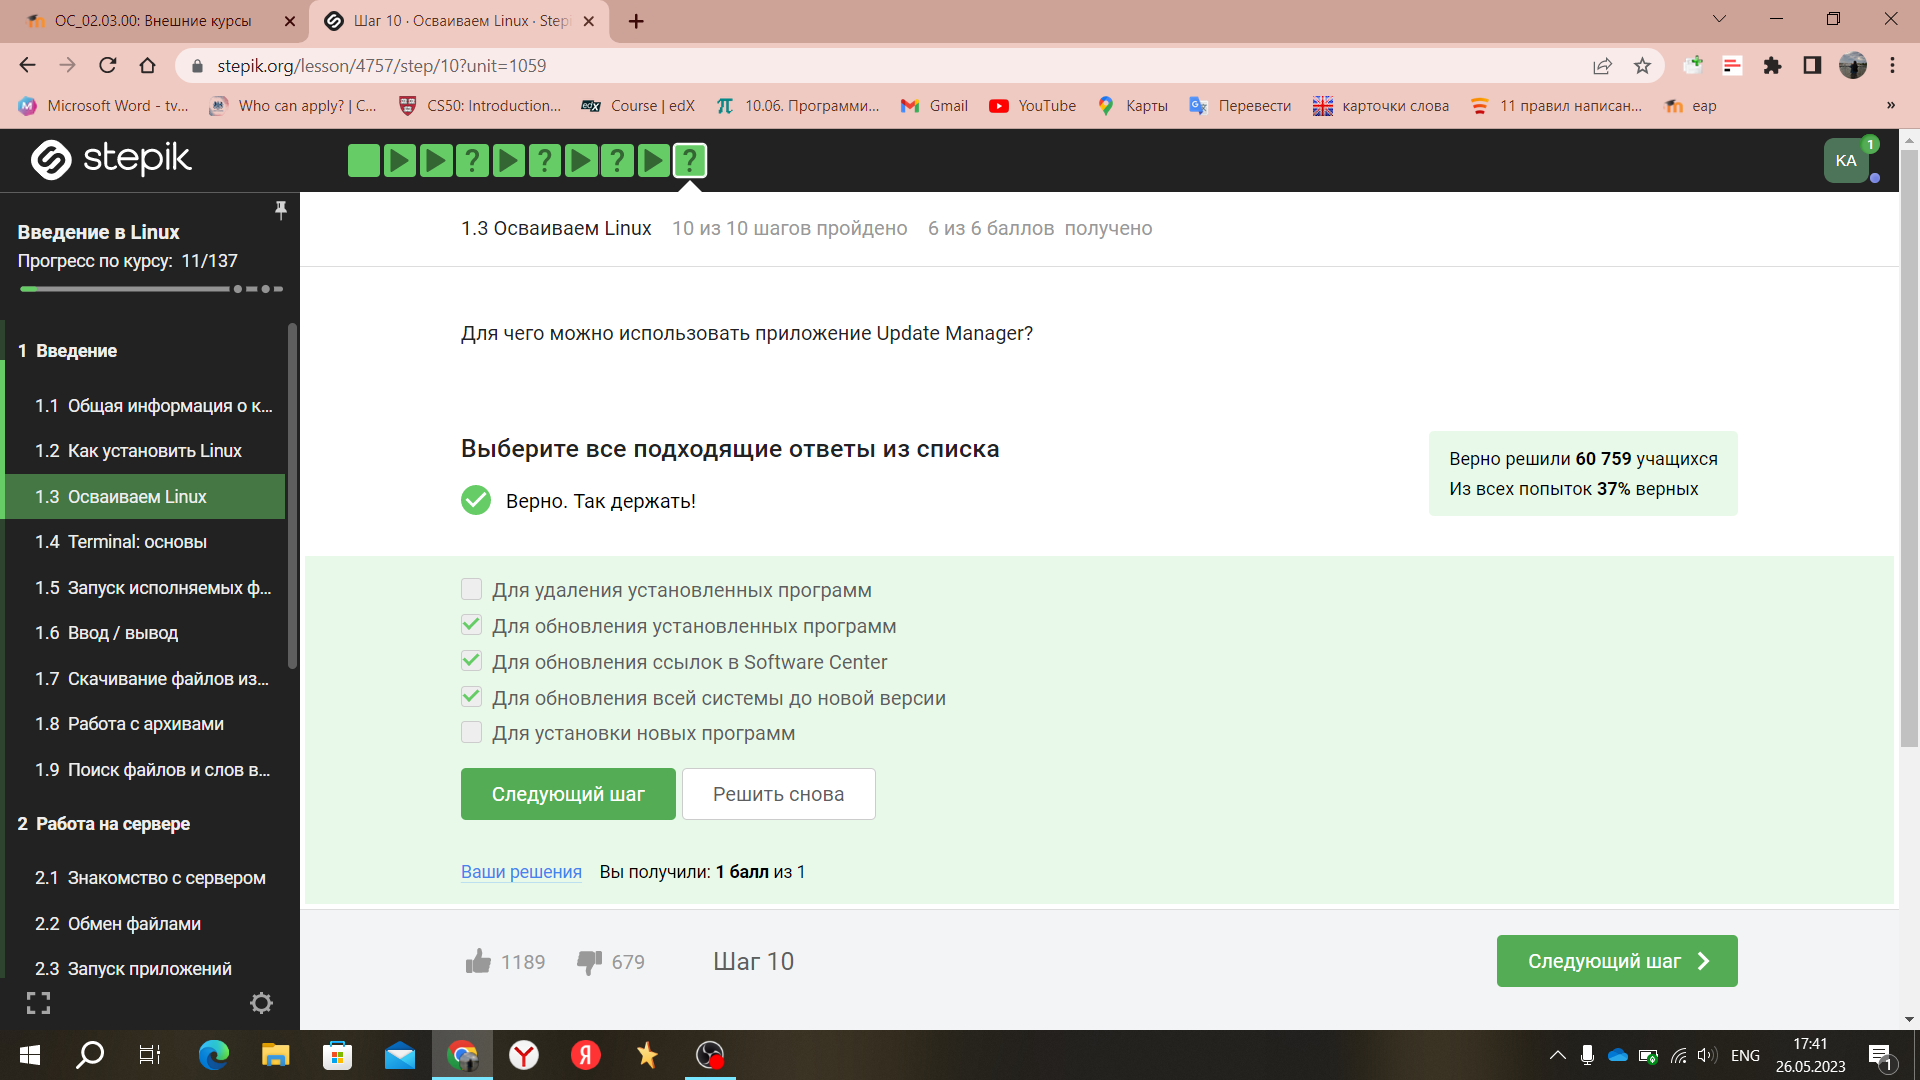 ОС_02.03.00: Внешние курсы
Шаг 10 · Осваиваем Linux · Step
stepik.org/lesson/4757/step/10?unit=1059
Microsoft Word - tv...
Who can apply? | C...
CS50: Introduction...
edX
Course | edX
10.06. Программи...
Gmail
YouTube
Карты
Перевести
карточки слова
11 правил написан...
eap
»
stepik
? ? ? ?
KA
1
Введение в Linux
Прогресс по курсу: 11/137
1 Введение
1.1 Общая информация о к...
1.2 Как установить Linux
1.3 Осваиваем Linux
1.4 Terminal: основы
1.5 Запуск исполняемых ф...
1.6 Ввод / вывод
1.7 Скачивание файлов из...
1.8 Работа с архивами
1.9 Поиск файлов и слов в...
2 Работа на сервере
2.1 Знакомство с сервером
2.2 Обмен файлами
2.3 Запуск приложений
1.3 Осваиваем Linux 10 из 10 шагов пройдено 6 из 6 баллов получено
Для чего можно использовать приложение Update Manager?
Выберите все подходящие ответы из списка
Верно. Так держать!
Верно решили 60 759 учащихся
Из всех попыток 37% верных
Для удаления установленных программ
Для обновления установленных программ
Для обновления ссылок в Software Center
Для обновления всей системы до новой версии
Для установки новых программ
Следующий шаг
Решить снова
Ваши решения Вы получили: 1 балл из 1
1189
679
Шаг 10
Следующий шаг
ENG
17:41
26.05.2023
1